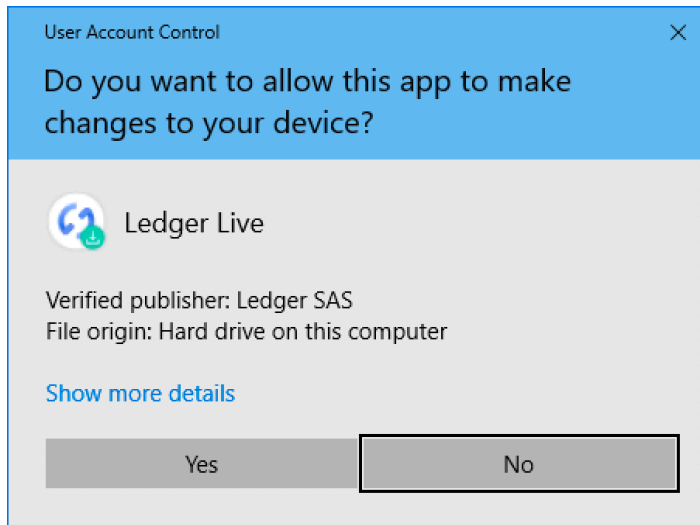 User Account Control
Do you want to allow this app to make
changes to your device?
Ledger Live
Verified publisher: Ledger SAS
File origin: Hard drive on this computer
Show more details
Yes
No